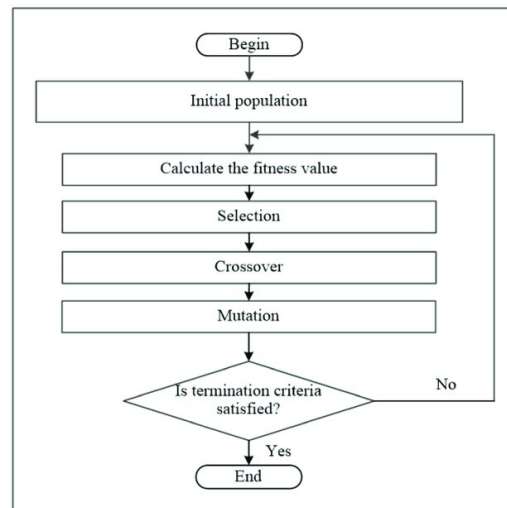 Begin
Initial population
Calculate the fitness value
Selection
Crossover
Mutation
Is termination criteria
satisfied?
No
Yes
End